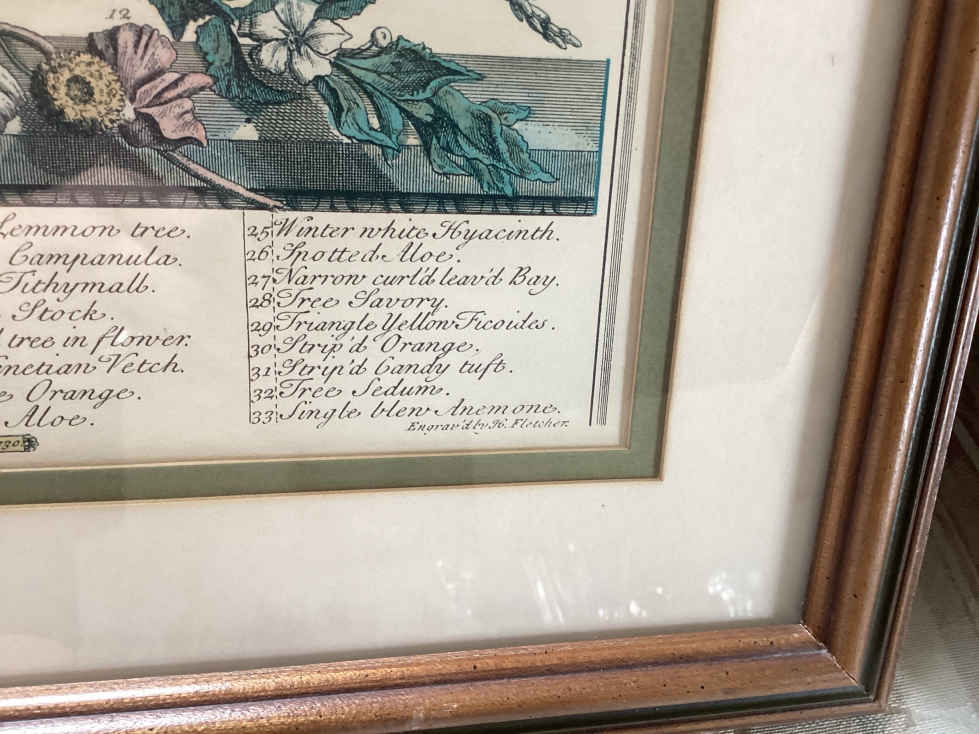 12
Lemmon tree.
Campanula.
Tithymall.
Stock.
tree in flower.
Venetian Vetch.
Orange.
Aloe.
730
25 Winter white Hyacinth.
26 Spotted Aloe.
27 Narrow curl'd leav'd Bay.
28 Tree Savory.
29 Triangle Yellow Ficoides.
30 Strip'd Orange.
31 Strip'd Candy tuft.
32 Tree Sedum.
33 Single blew Anemone.
Engrav'd by H. Fletcher.